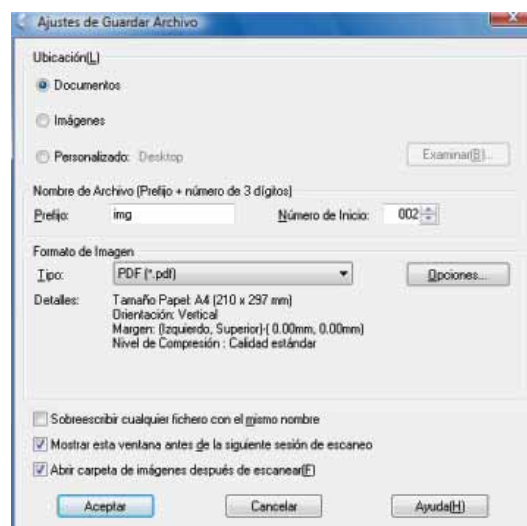 Ajustes de Guardar Archivo
Ubicación(L)
Documentos
Imágenes
Personalizado: Desktop Examinar(B)...
Nombre de Archivo (Prefijo + número de 3 dígitos)
Prefijo: img Número de Inicio: 002
Formato de Imagen
Tipo: PDF (*.pdf) Opciones...
Detalles: Tamaño Papel: A4 (210 x 297 mm)
Orientación: Vertical
Margen: (Izquierdo, Superior)-( 0.00mm, 0.00mm)
Nivel de Compresión : Calidad estándar
Sobreescribir cualquier fichero con el mismo nombre
Mostrar esta ventana antes de la siguiente sesión de escaneo
Abrir carpeta de imágenes después de escanear(F)
Aceptar Cancelar Ayuda(H)